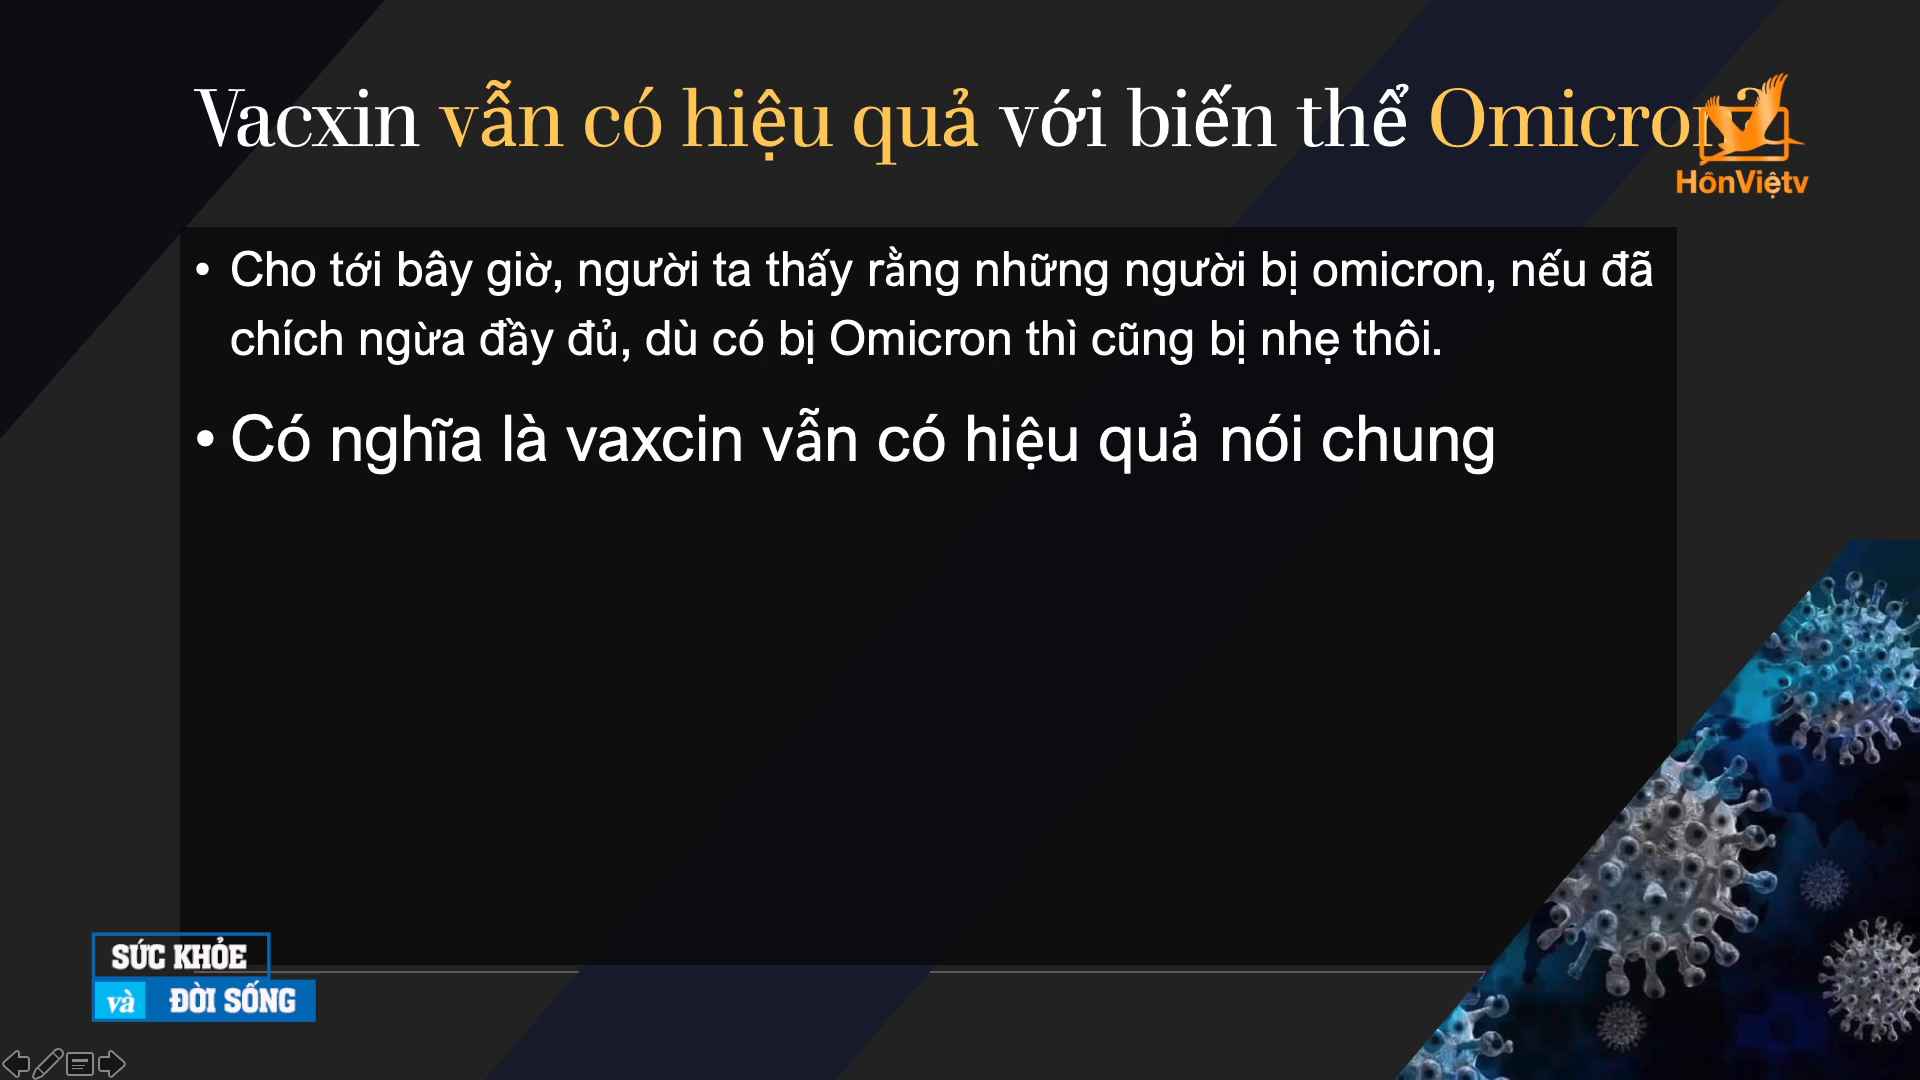 Vacxin vẫn có hiệu quả với biến thể Omicron?
HồnViệtv
• Cho tới bây giờ, người ta thấy rằng những người bị omicron, nếu đã
chích ngừa đầy đủ, dù có bị Omicron thì cũng bị nhẹ thôi.
• Có nghĩa là vaxcin vẫn có hiệu quả nói chung
SỨC KHỎE
và ĐỜI SỐNG